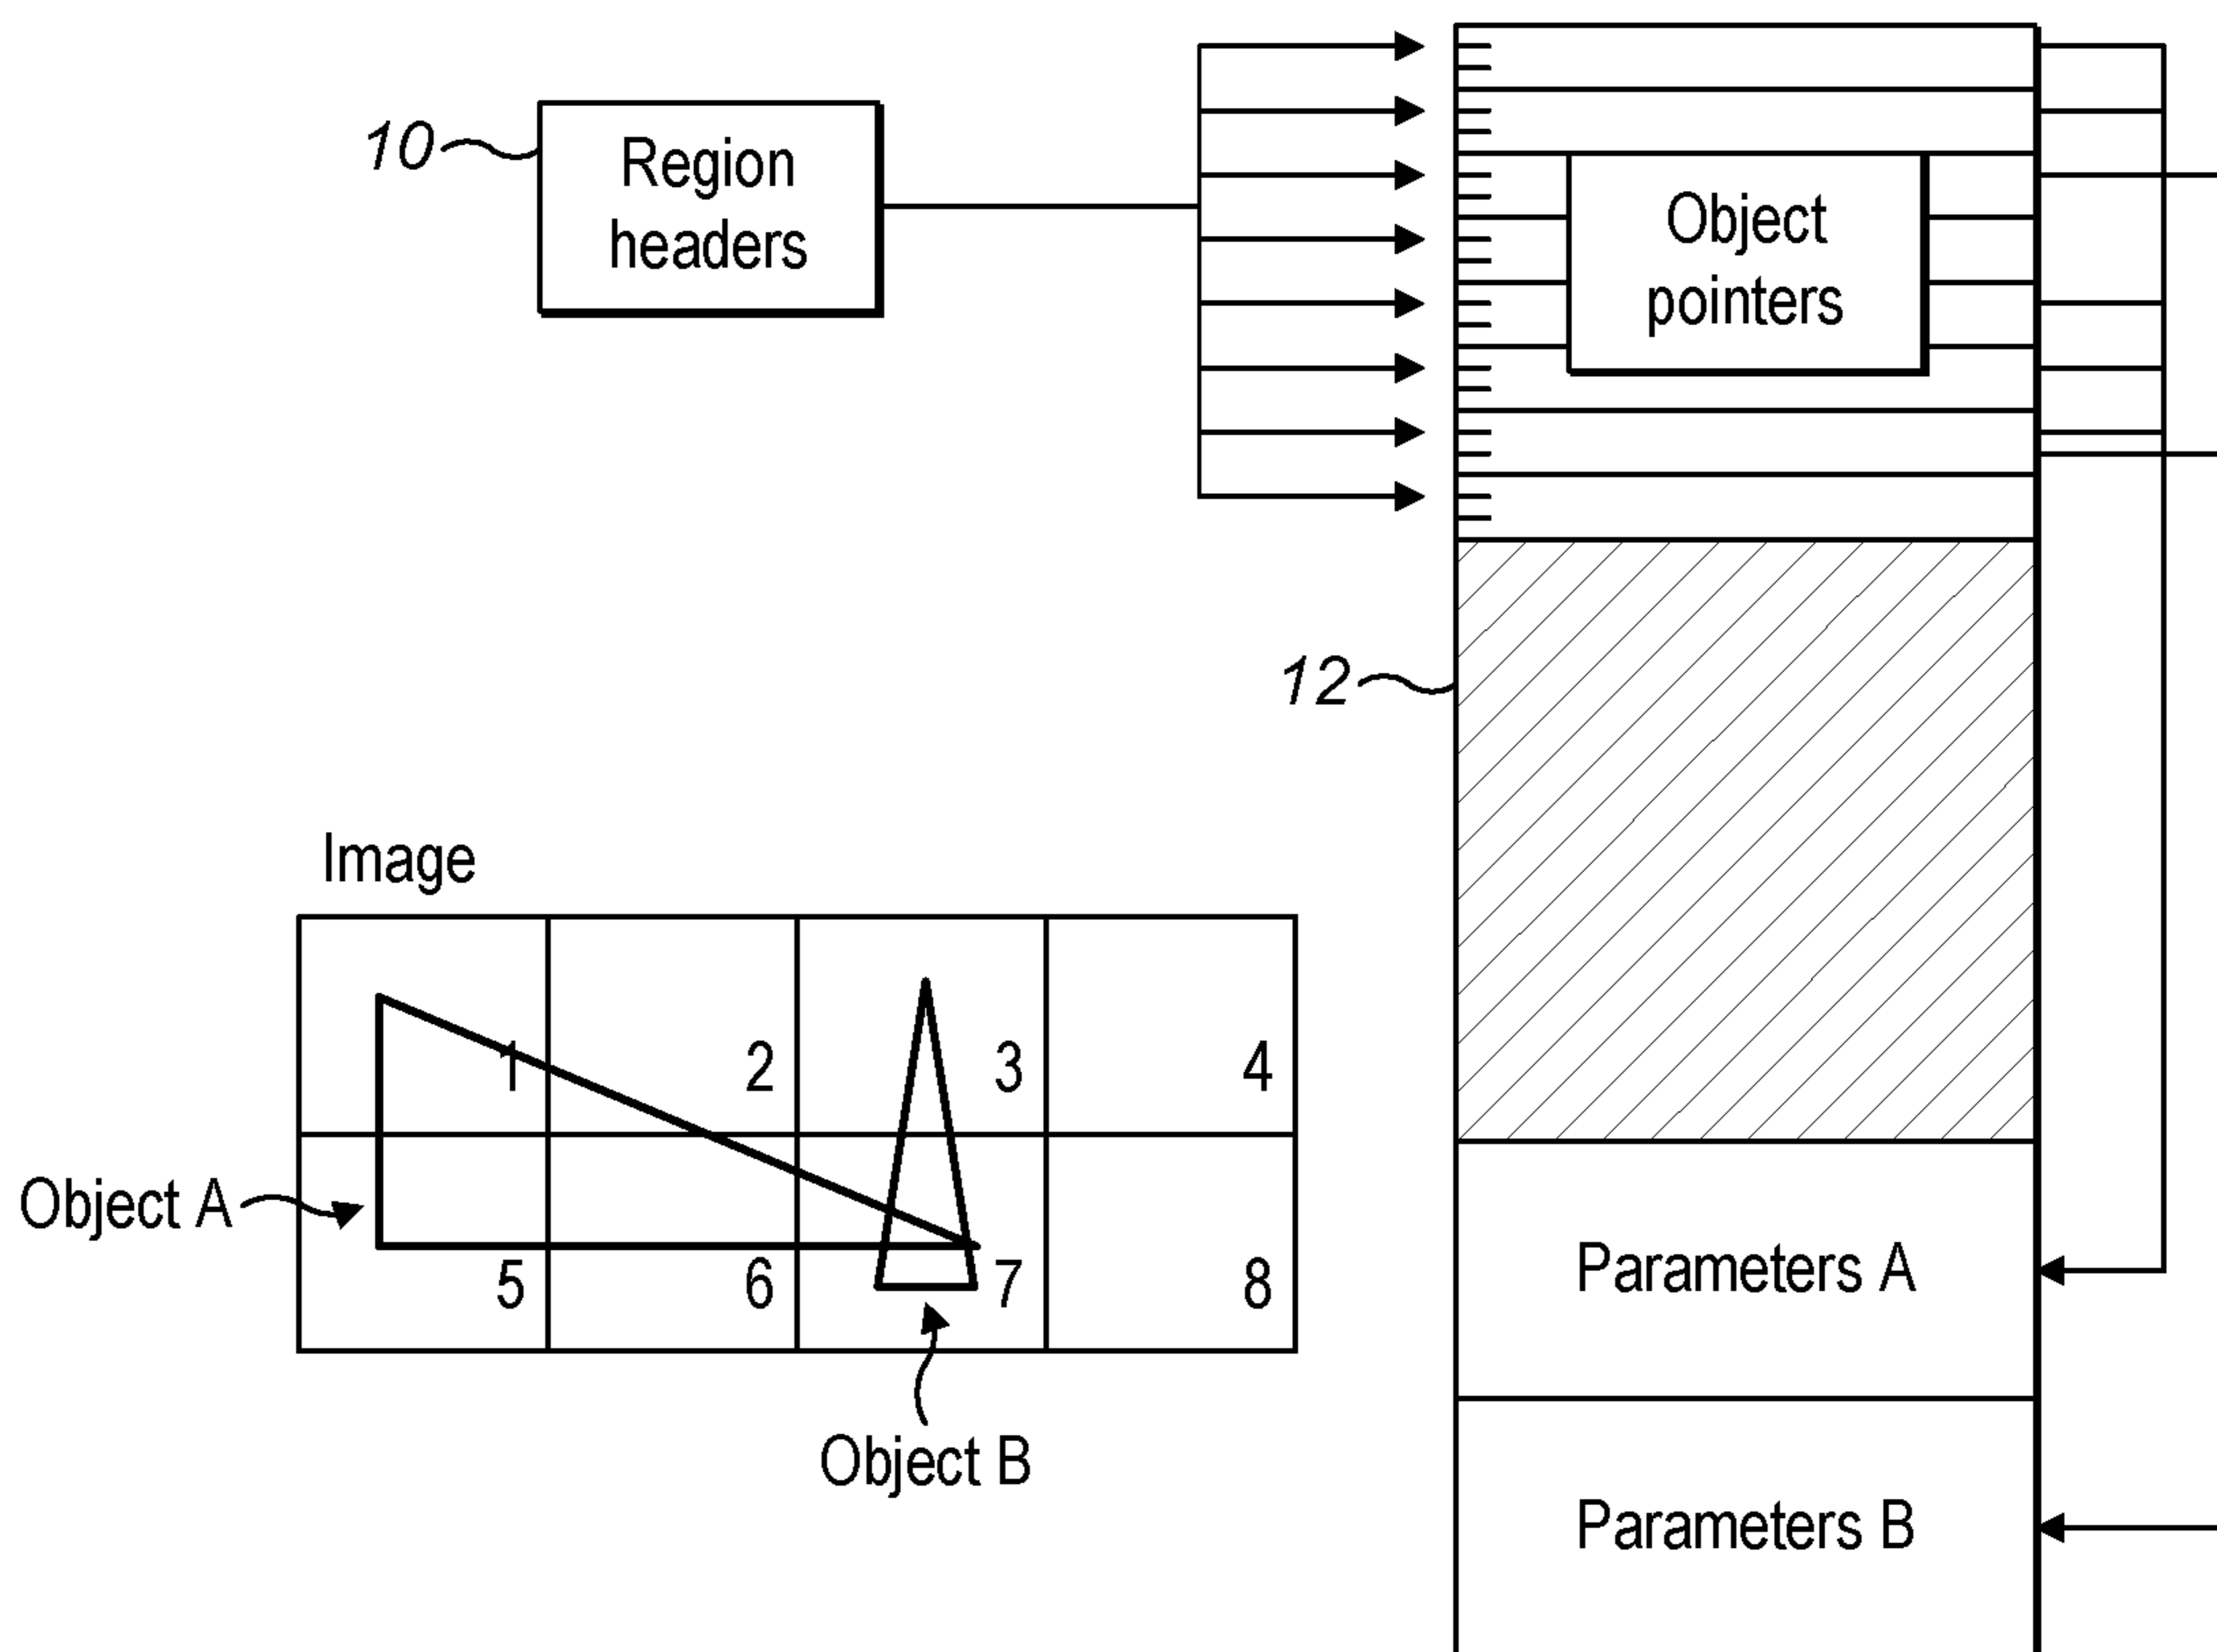 10
Region
headers
Object
pointers
12
Image
1
2
3
4
Object A
5
6
7
8
Object B
Parameters A
Parameters B